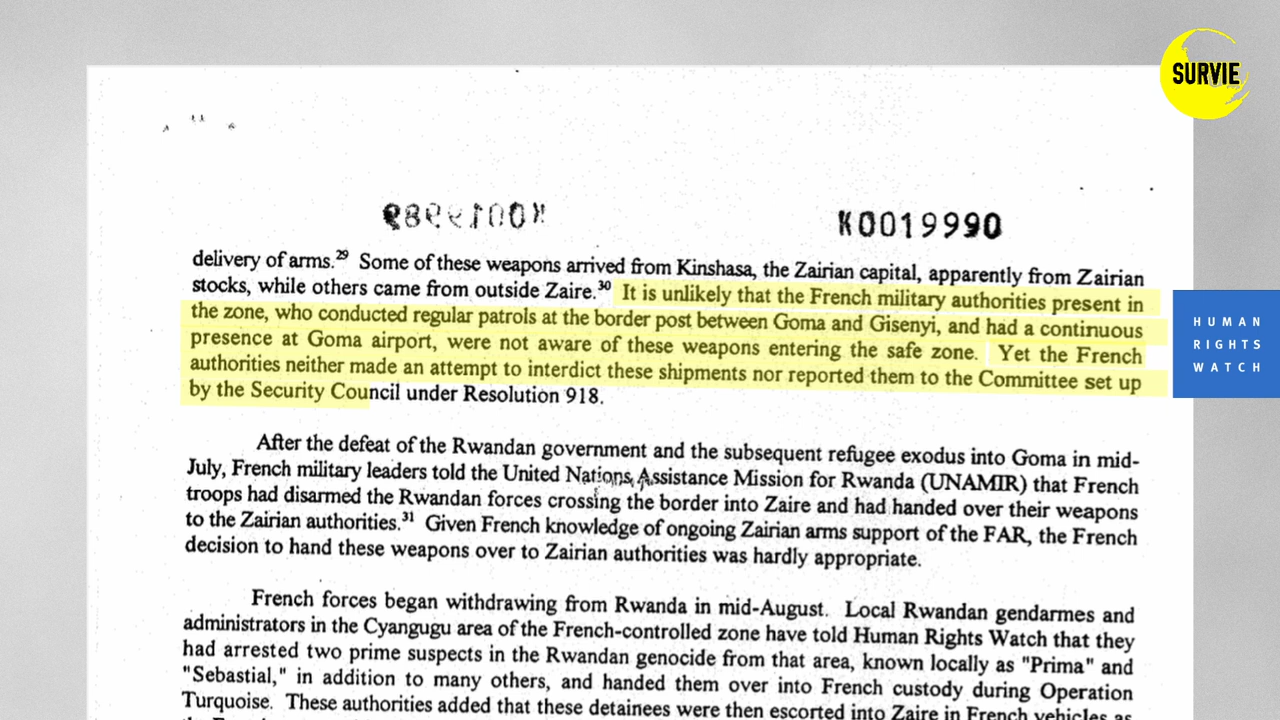 SURVIE
K0019990
delivery of arms.²⁹ Some of these weapons arrived from Kinshasa, the Zairian capital, apparently from Zairian
stocks, while others came from outside Zaire.³⁰ It is unlikely that the French military authorities present in
the zone, who conducted regular patrols at the border post between Goma and Gisenyi, and had a continuous
presence at Goma airport, were not aware of these weapons entering the safe zone. Yet the French
authorities neither made an attempt to interdict these shipments nor reported them to the Committee set up
by the Security Council under Resolution 918.
After the defeat of the Rwandan government and the subsequent refugee exodus into Goma in mid-
July, French military leaders told the United Nations Assistance Mission for Rwanda (UNAMIR) that French
troops had disarmed the Rwandan forces crossing the border into Zaire and had handed over their weapons
to the Zairian authorities.³¹ Given French knowledge of ongoing Zairian arms support of the FAR, the French
decision to hand these weapons over to Zairian authorities was hardly appropriate.
French forces began withdrawing from Rwanda in mid-August. Local Rwandan gendarmes and
administrators in the Cyangugu area of the French-controlled zone have told Human Rights Watch that they
had arrested two prime suspects in the Rwandan genocide from that area, known locally as "Prima" and
"Sebastial," in addition to many others, and handed them over into French custody during Operation
Turquoise. These authorities added that these detainees were then escorted into Zaire in French vehicles as
HUMAN
RIGHTS
WATCH